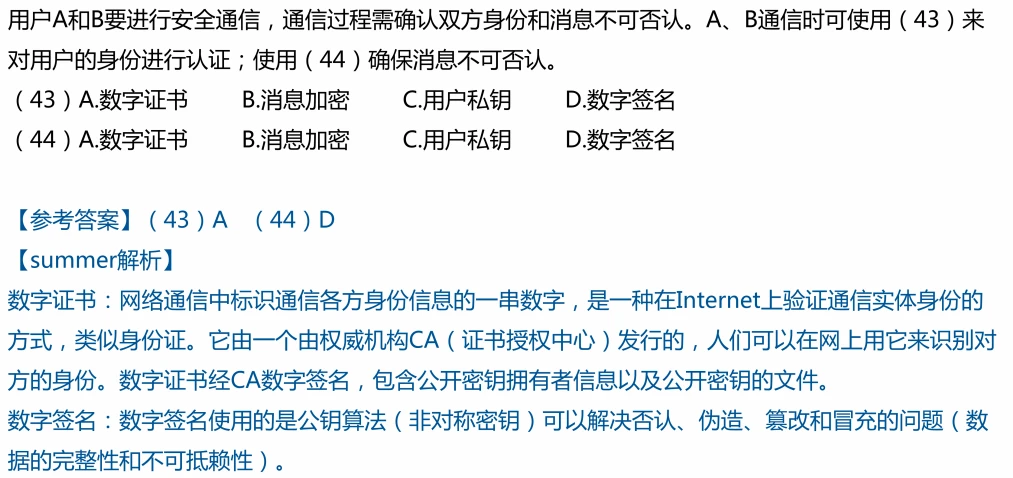 用户A和B要进行安全通信，通信过程需确认双方身份和消息不可否认。A、B通信时可使用（43）来
对用户的身份进行认证；使用（44）确保消息不可否认。
（43）A.数字证书 B.消息加密 C.用户私钥 D.数字签名
（44）A.数字证书 B.消息加密 C.用户私钥 D.数字签名
【参考答案】（43）A （44）D
【summer解析】
数字证书：网络通信中标识通信各方身份信息的一串数字，是一种在Internet上验证通信实体身份的
方式，类似身份证。它由一个由权威机构CA（证书授权中心）发行的，人们可以在网上用它来识别对
方的身份。数字证书经CA数字签名，包含公开密钥拥有者信息以及公开密钥的文件。
数字签名：数字签名使用的是公钥算法（非对称密钥）可以解决否认、伪造、篡改和冒充的问题（数
据的完整性和不可抵赖性）。